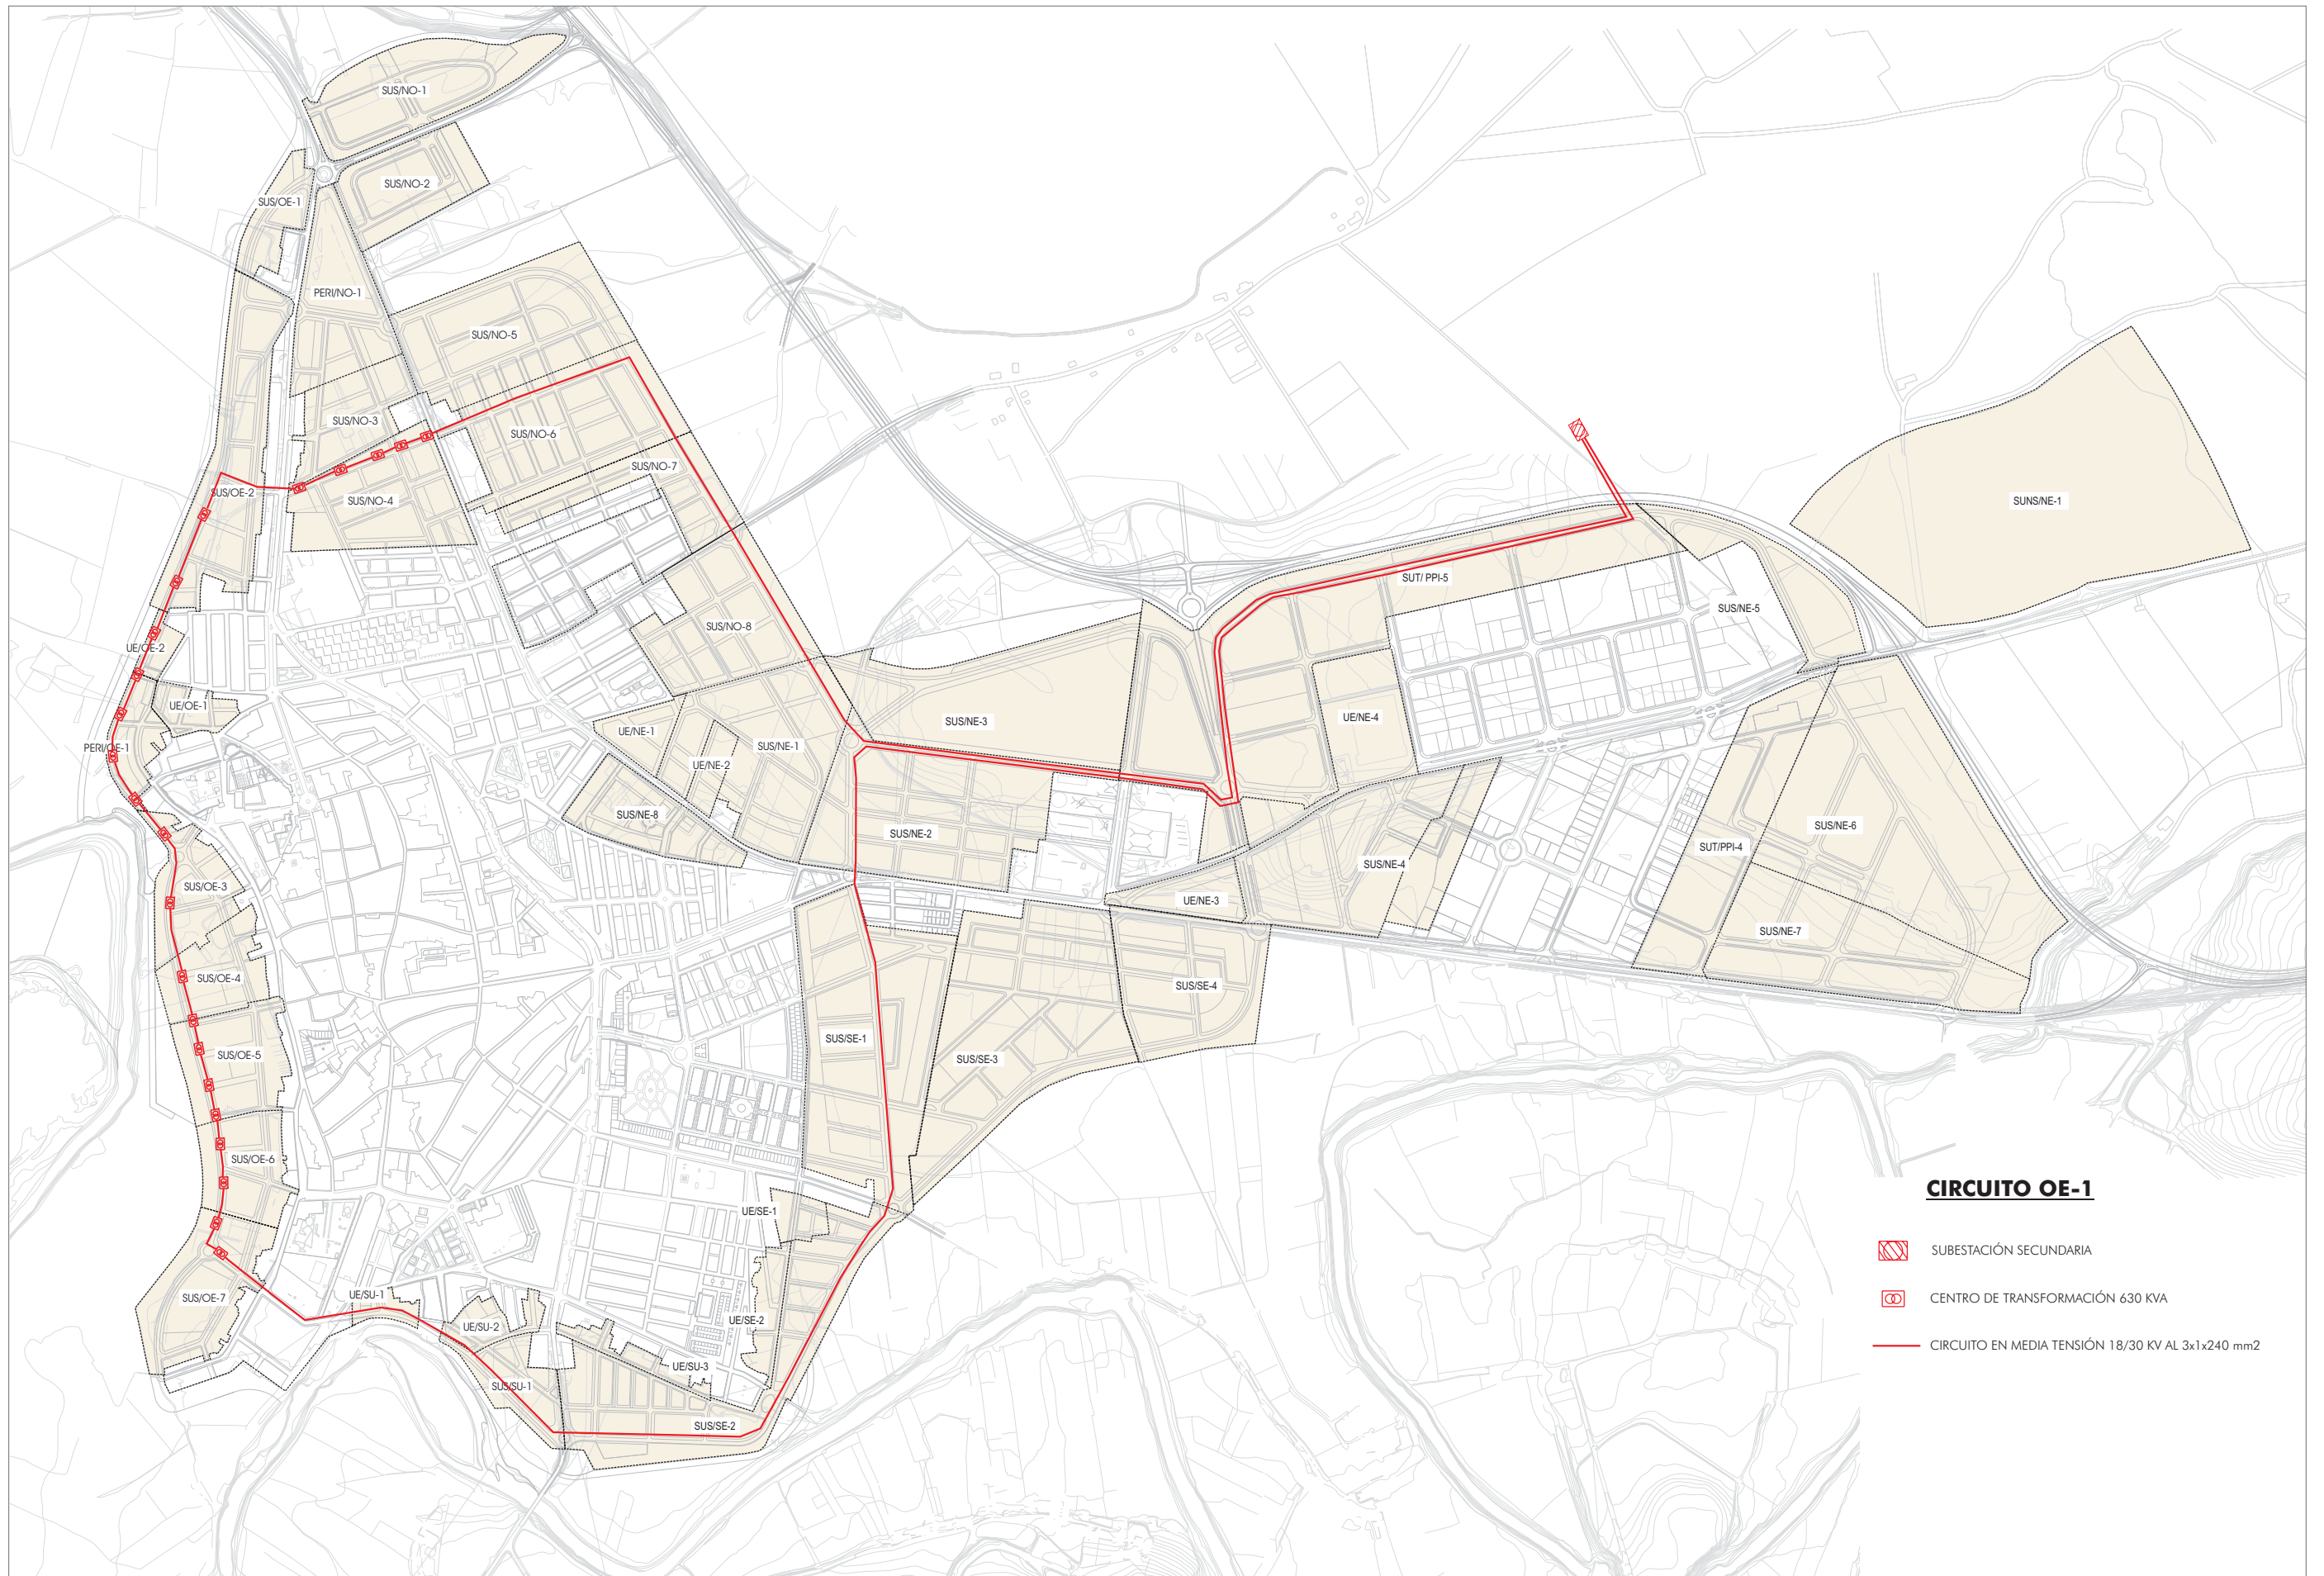 SUS/NO-1
SUS/NO-2
SUS/OE-1
PERI/NO-1
SUS/NO-5
SUS/NO-3
SUS/NO-6
SUS/NO-7
SUS/OE-2
SUS/NO-4
SUNS/NE-1
SUT/ PPI-5
SUS/NE-5
SUS/NO-8
UE/OE-2
UE/OE-1
PERI/OE-1
UE/NE-1
SUS/NE-1
UE/NE-2
SUS/NE-3
UE/NE-4
SUS/NE-8
SUS/NE-2
SUS/NE-6
SUT/PPI-4
SUS/NE-4
SUS/OE-3
UE/NE-3
SUS/NE-7
SUS/OE-4
SUS/SE-4
SUS/SE-1
SUS/OE-5
SUS/SE-3
SUS/OE-6
UE/SE-1
SUS/OE-7
UE/SU-1
UE/SU-2
UE/SE-2
UE/SU-3
SUS/SU-1
SUS/SE-2
CIRCUITO OE-1
SUBESTACIÓN SECUNDARIA
CENTRO DE TRANSFORMACIÓN 630 KVA
CIRCUITO EN MEDIA TENSIÓN 18/30 KV AL 3x1x240 mm2